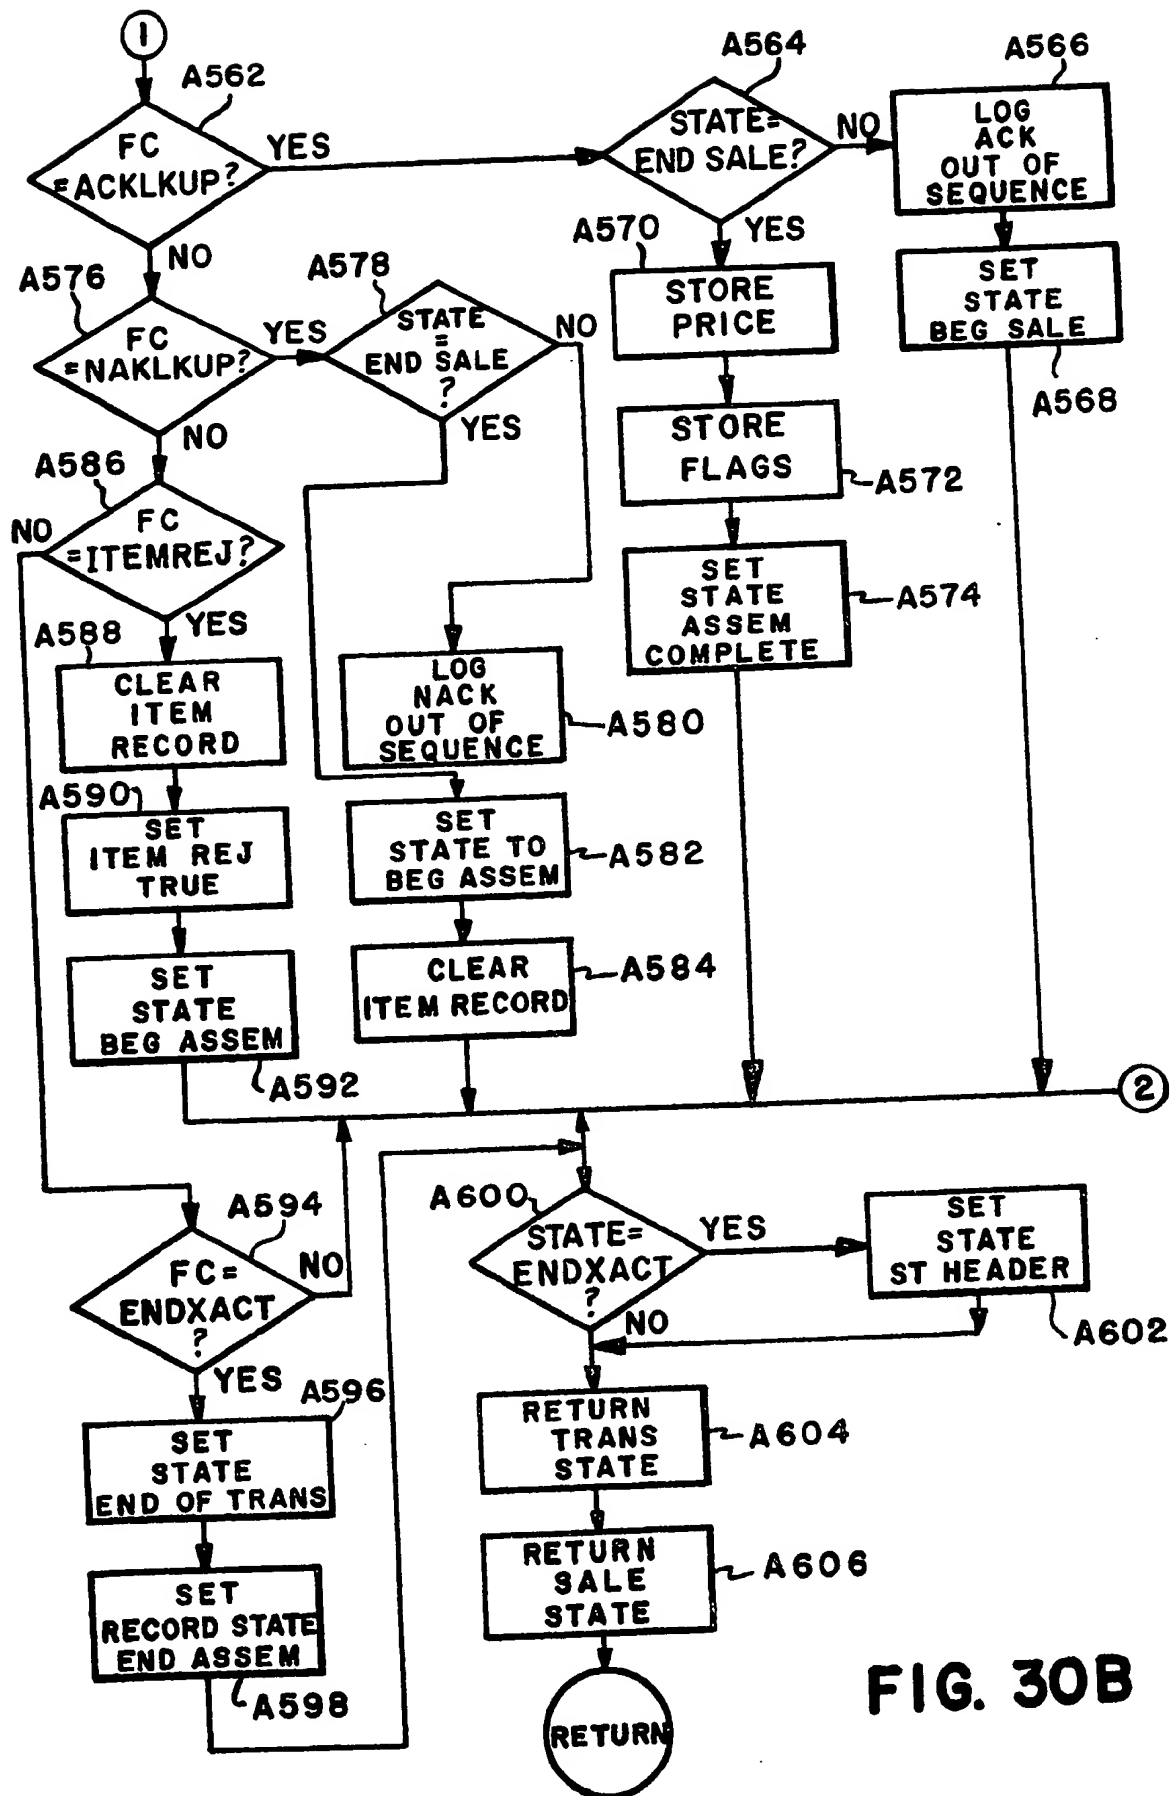 1
A562
FC
=ACKLKUP?
YES
NO
A564
STATE=
END SALE?
NO
YES
A566
LOG
ACK
OUT OF
SEQUENCE
SET
STATE
BEG SALE
A568
A570
STORE
PRICE
STORE
FLAGS
A572
SET
STATE
ASSEM
COMPLETE
A574
A576
FC
=NAKLKUP?
YES
NO
A578
STATE
=
END SALE
?
NO
YES
A586
NO
FC
=ITEMREJ?
YES
A588
CLEAR
ITEM
RECORD
A590
SET
ITEM REJ
TRUE
SET
STATE
BEG ASSEM
A592
LOG
NACK
OUT OF
SEQUENCE
A580
SET
STATE TO
BEG ASSEM
A582
CLEAR
ITEM RECORD
A584
2
A594
FC=
ENDXACT
?
NO
YES
A596
SET
STATE
END OF TRANS
SET
RECORD STATE
END ASSEM
A598
A600
STATE=
ENDXACT
?
YES
NO
SET
STATE
ST HEADER
A602
RETURN
TRANS
STATE
A604
RETURN
SALE
STATE
A606
RETURN
FIG. 30B